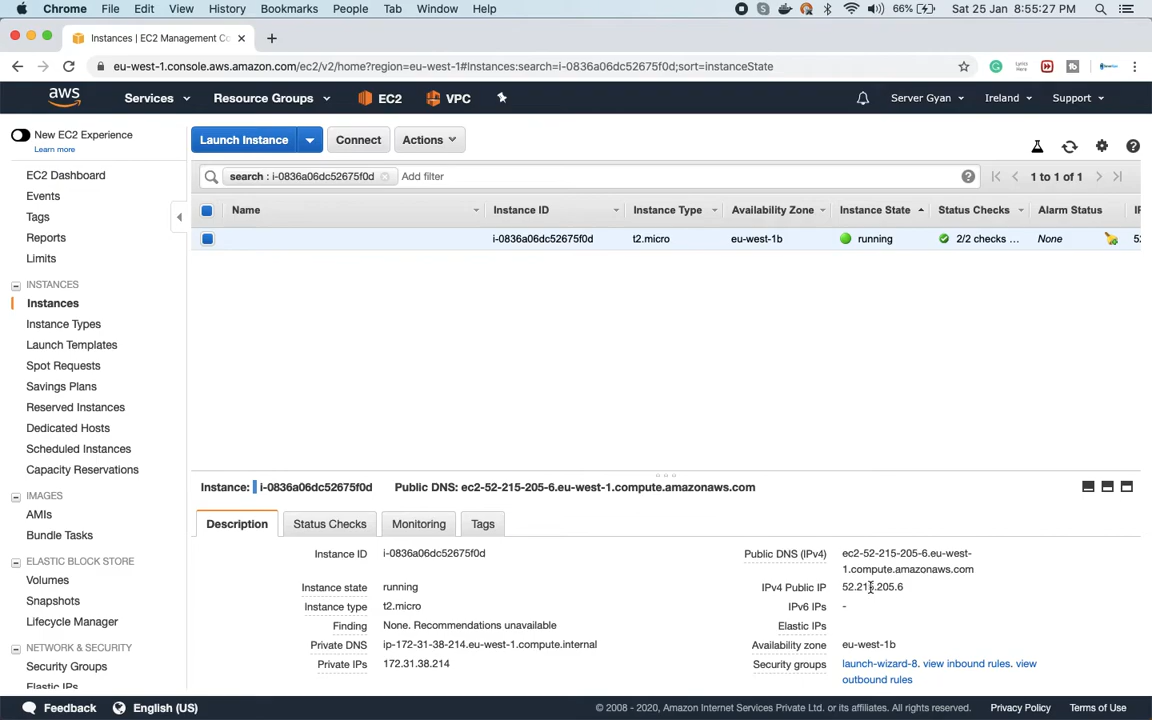 Chrome File Edit View History Bookmarks People Tab Window Help 66% Sat 25 Jan 8:55:27 PM
Instances | EC2 Management Co
eu-west-1.console.aws.amazon.com/ec2/v2/home?region=eu-west-1#Instances:search=i-0836a06dc52675f0d;sort=instanceState
aws Services Resource Groups EC2 VPC Server Gyan Ireland Support
New EC2 Experience
Learn more
Launch Instance Connect Actions
search : i-0836a06dc52675f0d Add filter 1 to 1 of 1
Name Instance ID Instance Type Availability Zone Instance State Status Checks Alarm Status
i-0836a06dc52675f0d t2.micro eu-west-1b running 2/2 checks ... None
EC2 Dashboard
Events
Tags
Reports
Limits
INSTANCES
Instances
Instance Types
Launch Templates
Spot Requests
Savings Plans
Reserved Instances
Dedicated Hosts
Scheduled Instances
Capacity Reservations
IMAGES
AMIs
Bundle Tasks
ELASTIC BLOCK STORE
Volumes
Snapshots
Lifecycle Manager
NETWORK & SECURITY
Security Groups
Elastic IPs
Instance: i-0836a06dc52675f0d Public DNS: ec2-52-215-205-6.eu-west-1.compute.amazonaws.com
Description Status Checks Monitoring Tags
Instance ID i-0836a06dc52675f0d
Instance state running
Instance type t2.micro
Finding None. Recommendations unavailable
Private DNS ip-172-31-38-214.eu-west-1.compute.internal
Private IPs 172.31.38.214
Public DNS (IPv4) ec2-52-215-205-6.eu-west-
1.compute.amazonaws.com
IPv4 Public IP 52.215.205.6
IPv6 IPs -
Elastic IPs
Availability zone eu-west-1b
Security groups launch-wizard-8. view inbound rules. view
outbound rules
Feedback English (US) © 2008 - 2020, Amazon Internet Services Private Ltd. or its affiliates. All rights reserved. Privacy Policy Terms of Use